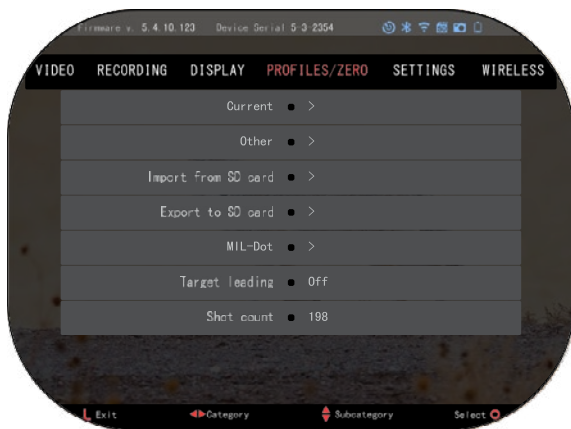 Firmware v. 5.4.10.123 Device Serial 5-3-2354
VIDEO RECORDING DISPLAY PROFILES/ZERO SETTINGS WIRELESS
Current >
Other >
Import from SD card >
Export to SD card >
MIL-Dot >
Target leading Off
Shot count 198
Exit Category Subcategory Select